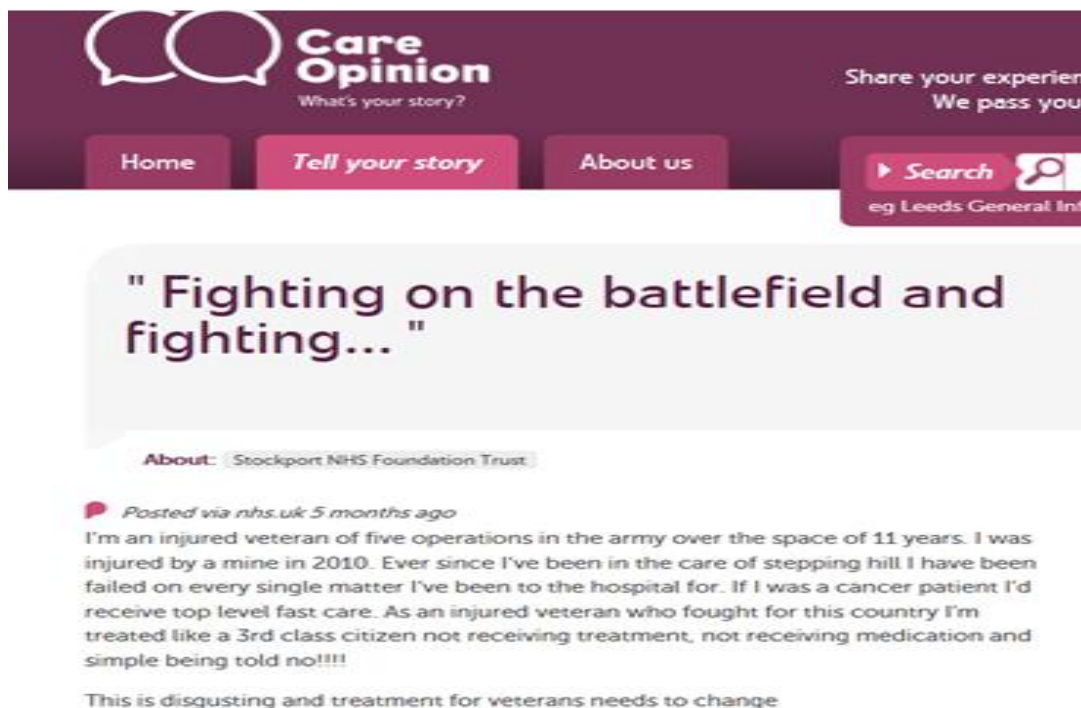 Care
Opinion
What's your story?
Share your experien
We pass you
Home
Tell your story
About us
Search
eg Leeds General Inf
" Fighting on the battlefield and
fighting... "
About: Stockport NHS Foundation Trust
Posted via nhs.uk 5 months ago
I'm an injured veteran of five operations in the army over the space of 11 years. I was
injured by a mine in 2010. Ever since I've been in the care of stepping hill I have been
failed on every single matter I've been to the hospital for. If I was a cancer patient I'd
receive top level fast care. As an injured veteran who fought for this country I'm
treated like a 3rd class citizen not receiving treatment, not receiving medication and
simple being told no!!!!
This is disgusting and treatment for veterans needs to change